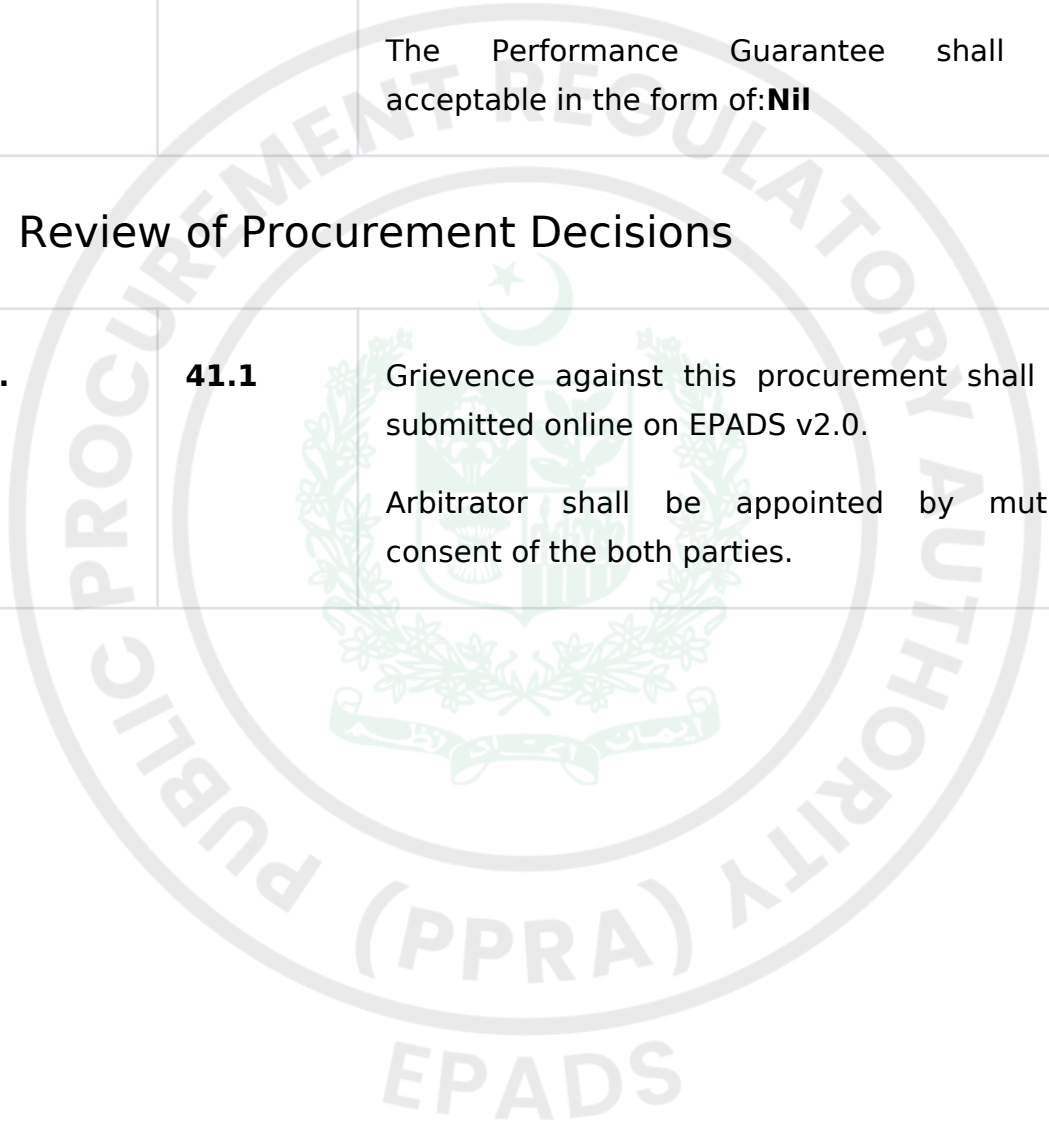 The Performance Guarantee shall
acceptable in the form of:Nil
Review of Procurement Decisions
. 41.1 Grievence against this procurement shall
submitted online on EPADS v2.0.
Arbitrator shall be appointed by mut
consent of the both parties.
PUBLIC PROCUREMENT REGULATORY AUTHORITY
(PPRA)
EPADS